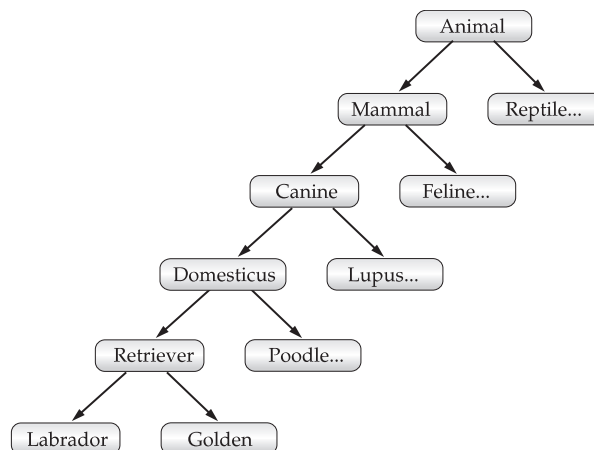 Animal
Mammal
Reptile...
Canine
Feline...
Domesticus
Lupus...
Retriever
Poodle...
Labrador
Golden